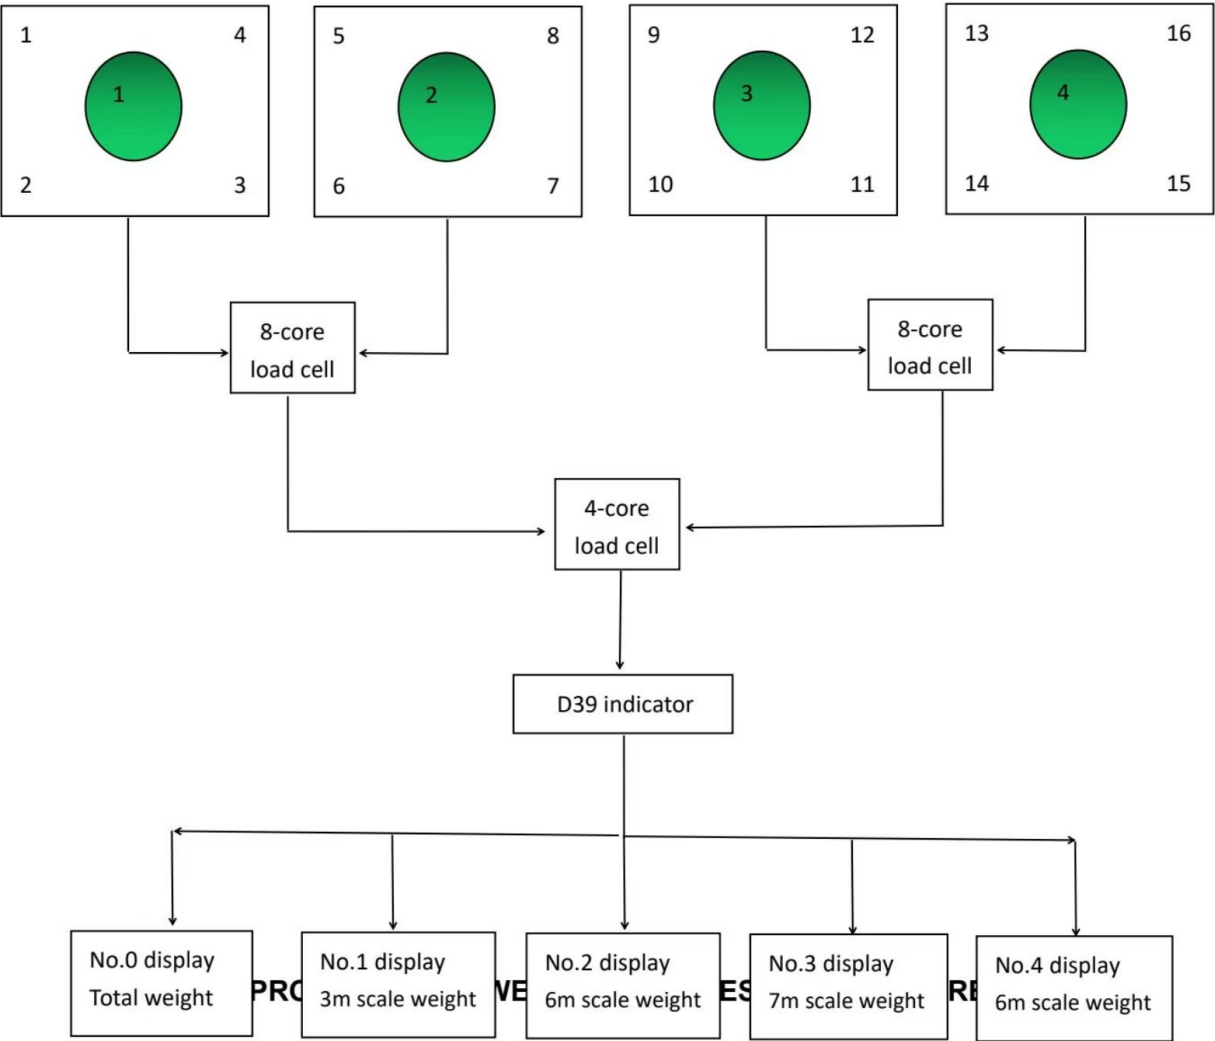 1 4 5 8 9 12 13 16
1 2 3 4
2 3 6 7 10 11 14 15
8-core
load cell
8-core
load cell
4-core
load cell
D39 indicator
No.0 display
Total weight
No.1 display
3m scale weight
No.2 display
6m scale weight
No.3 display
7m scale weight
No.4 display
6m scale weight